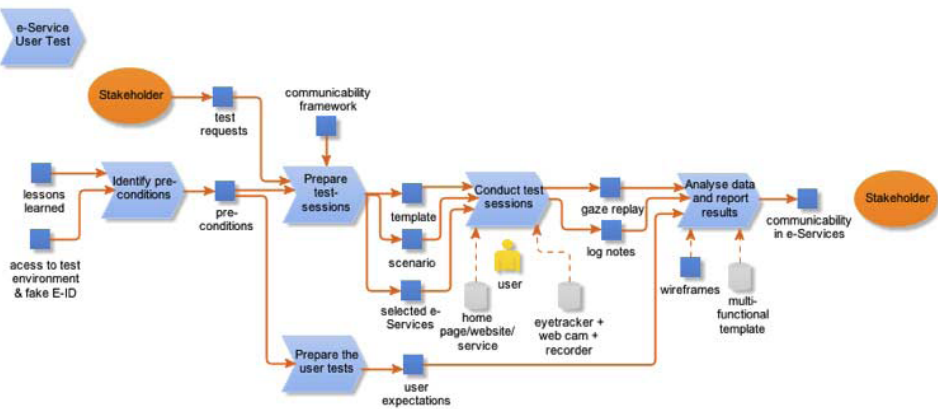 e-Service
User Test
Stakeholder
test
requests
communicability
framework
lessons
learned
Identify pre-
conditions
acess to test
environment
& fake E-ID
pre-
conditions
Prepare
test-
sessions
template
scenario
selected e-
Services
Conduct test
sessions
user
home
page/website/
service
eyetracker +
web cam +
recorder
gaze replay
log notes
Analyse data
and report
results
wireframes
multi-
functional
template
communicability
in e-Services
Stakeholder
Prepare the
user tests
user
expectations